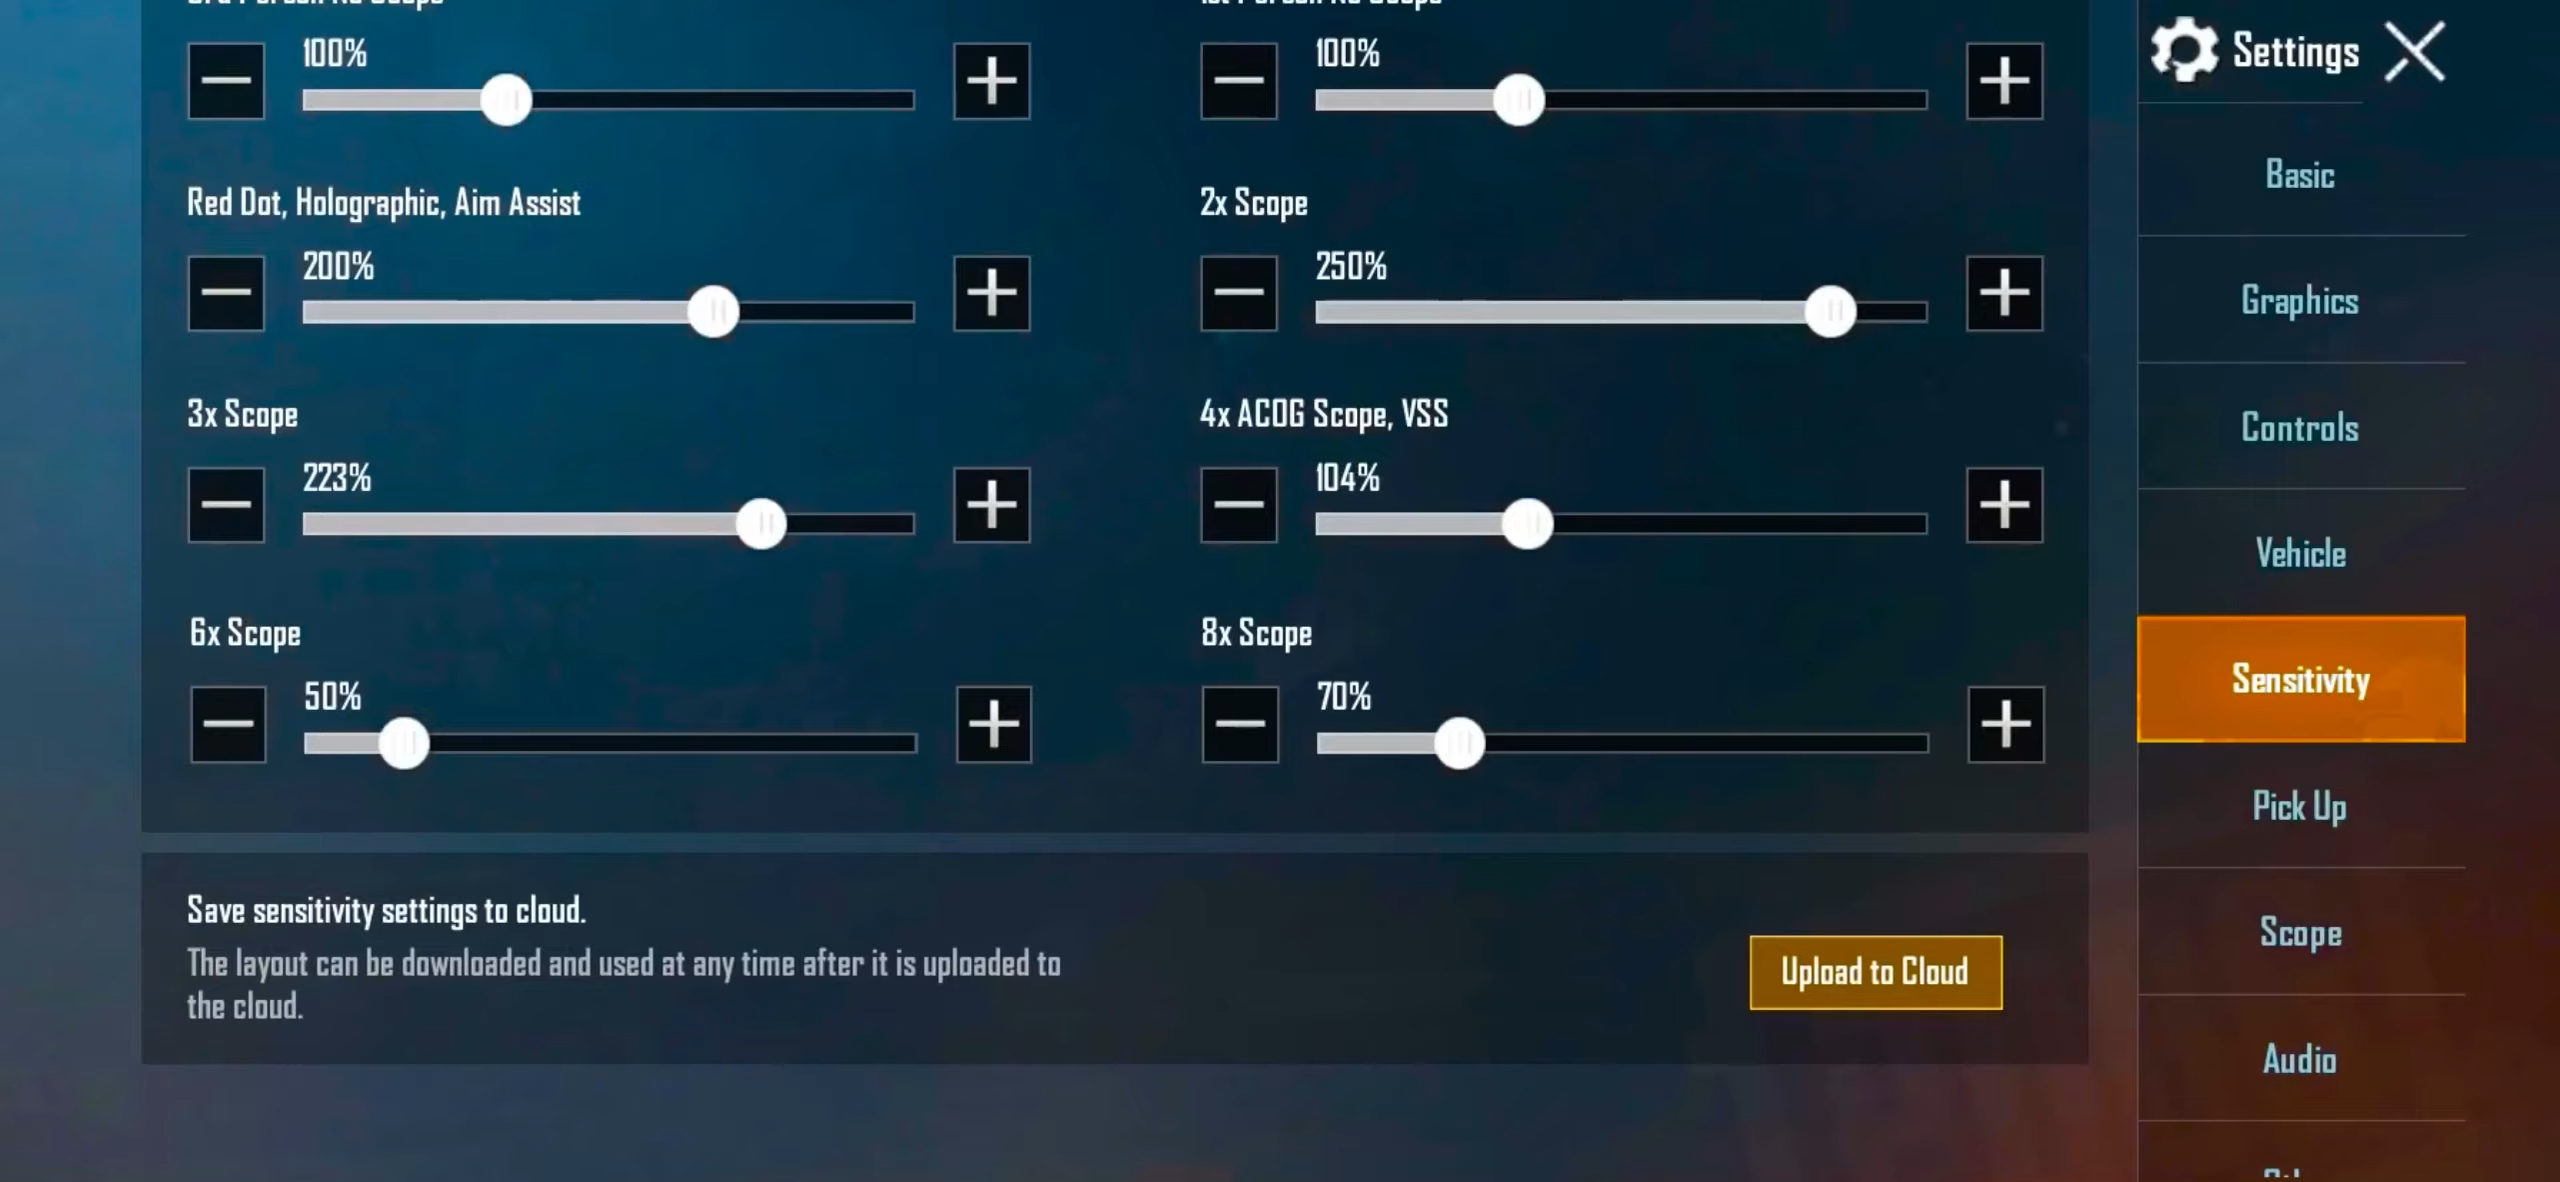 100%
100%
Red Dot, Holographic, Aim Assist
2x Scope
200%
250%
3x Scope
4x ACOG Scope, VSS
223%
104%
6x Scope
8x Scope
50%
70%
Save sensitivity settings to cloud.
The layout can be downloaded and used at any time after it is uploaded to
the cloud.
Upload to Cloud
Settings
Basic
Graphics
Controls
Vehicle
Sensitivity
Pick Up
Scope
Audio